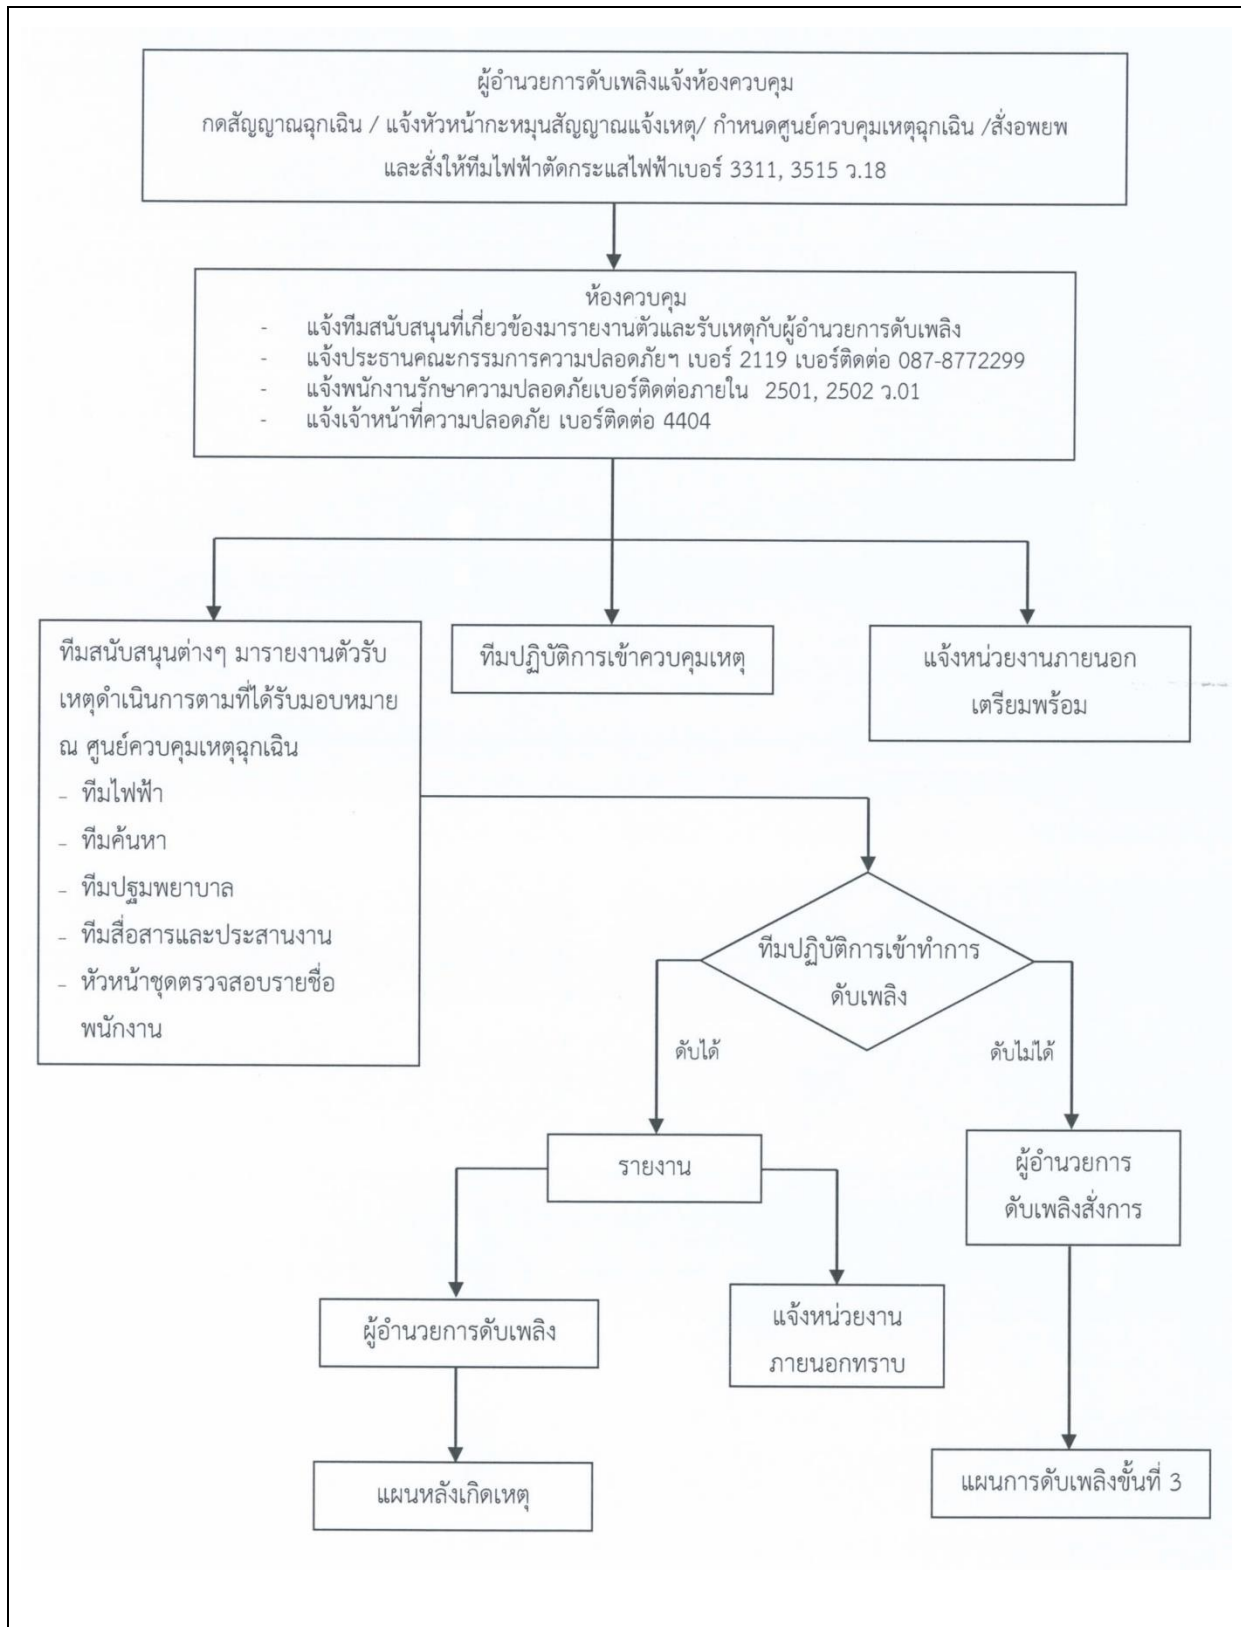 ผู้อำนวยการดับเพลิงแจ้งห้องควบคุม
กดสัญญาณฉุกเฉิน / แจ้งหัวหน้ากะหมุนสัญญาณแจ้งเหตุ/ กำหนดศูนย์ควบคุมเหตุฉุกเฉิน /สั่งอพยพ
และสั่งให้ทีมไฟฟ้าตัดกระแสไฟฟ้าเบอร์ 3311, 3515 ว.18
ห้องควบคุม
- แจ้งทีมสนับสนุนที่เกี่ยวข้องมารายงานตัวและรับเหตุกับผู้อำนวยการดับเพลิง
- แจ้งประธานคณะกรรมการความปลอดภัยฯ เบอร์ 2119 เบอร์ติดต่อ 087-8772299
- แจ้งพนักงานรักษาความปลอดภัยเบอร์ติดต่อภายใน 2501, 2502 ว.01
- แจ้งเจ้าหน้าที่ความปลอดภัย เบอร์ติดต่อ 4404
ทีมสนับสนุนต่างๆ มารายงานตัวรับ
เหตุดำเนินการตามที่ได้รับมอบหมาย
ณ ศูนย์ควบคุมเหตุฉุกเฉิน
- ทีมไฟฟ้า
- ทีมค้นหา
- ทีมปฐมพยาบาล
- ทีมสื่อสารและประสานงาน
- หัวหน้าชุดตรวจสอบรายชื่อ
พนักงาน
ทีมปฏิบัติการเข้าควบคุมเหตุ
แจ้งหน่วยงานภายนอก
เตรียมพร้อม
ทีมปฏิบัติการเข้าทำการ
ดับเพลิง
ดับได้
ดับไม่ได้
รายงาน
ผู้อำนวยการ
ดับเพลิงสั่งการ
ผู้อำนวยการดับเพลิง
แจ้งหน่วยงาน
ภายนอกทราบ
แผนหลังเกิดเหตุ
แผนการดับเพลิงขั้นที่ 3